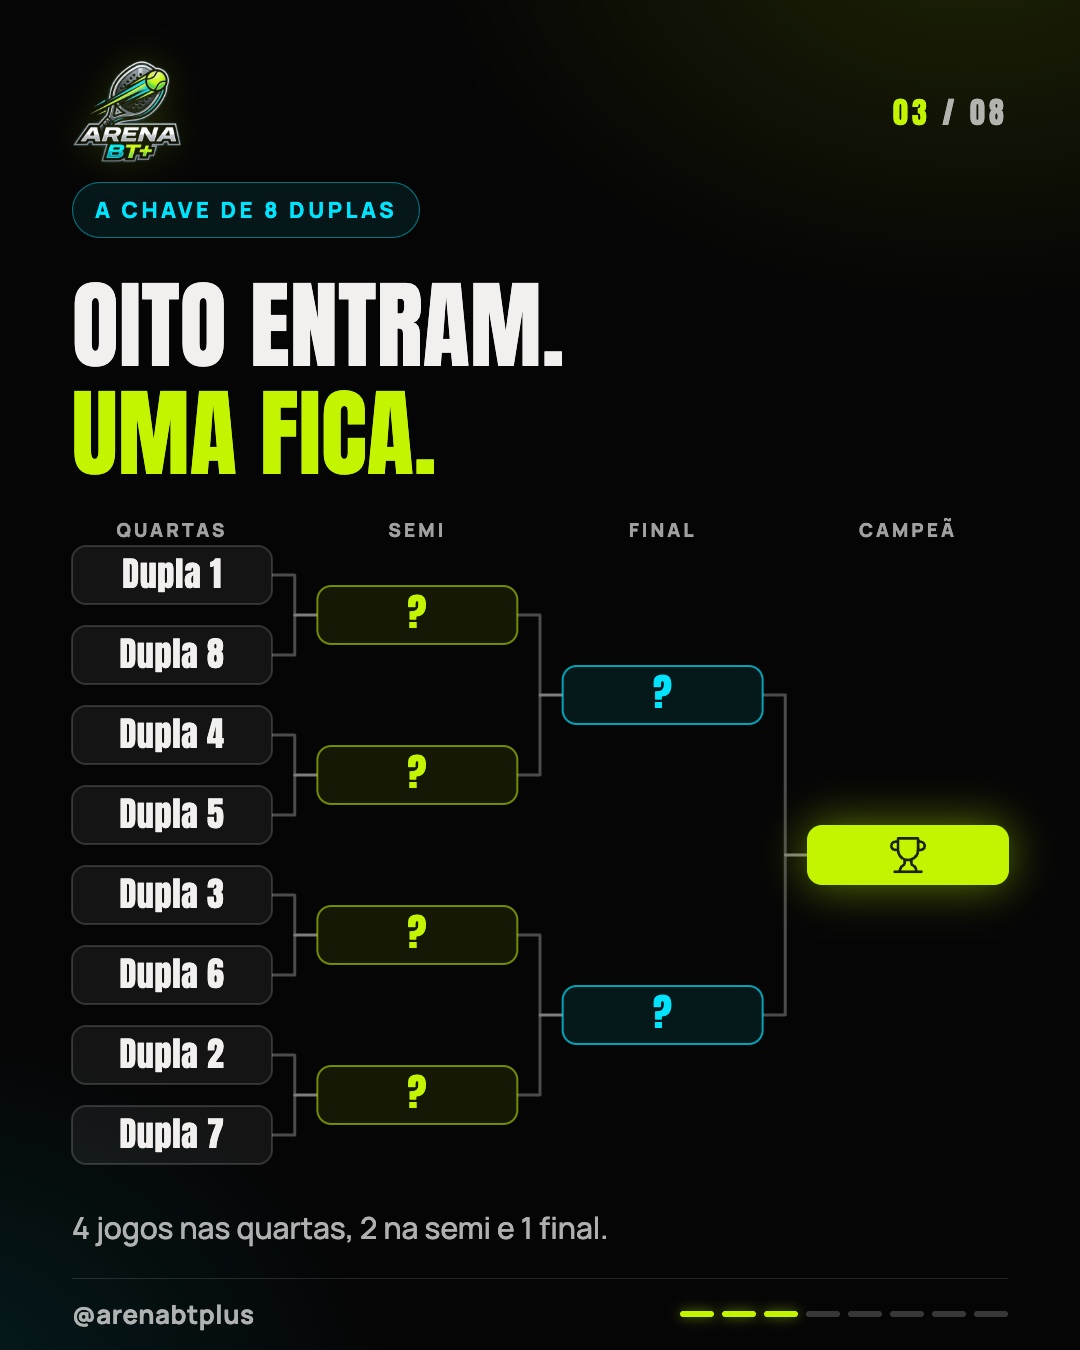 ARENA
BT+
03 / 08
A CHAVE DE 8 DUPLAS
OITO ENTRAM.
UMA FICA.
QUARTAS
SEMI
FINAL
CAMPEÃ
Dupla 1
?
Dupla 8
?
Dupla 4
?
Dupla 5
Dupla 3
?
Dupla 6
?
Dupla 2
?
Dupla 7
4 jogos nas quartas, 2 na semi e 1 final.
@arenabtplus